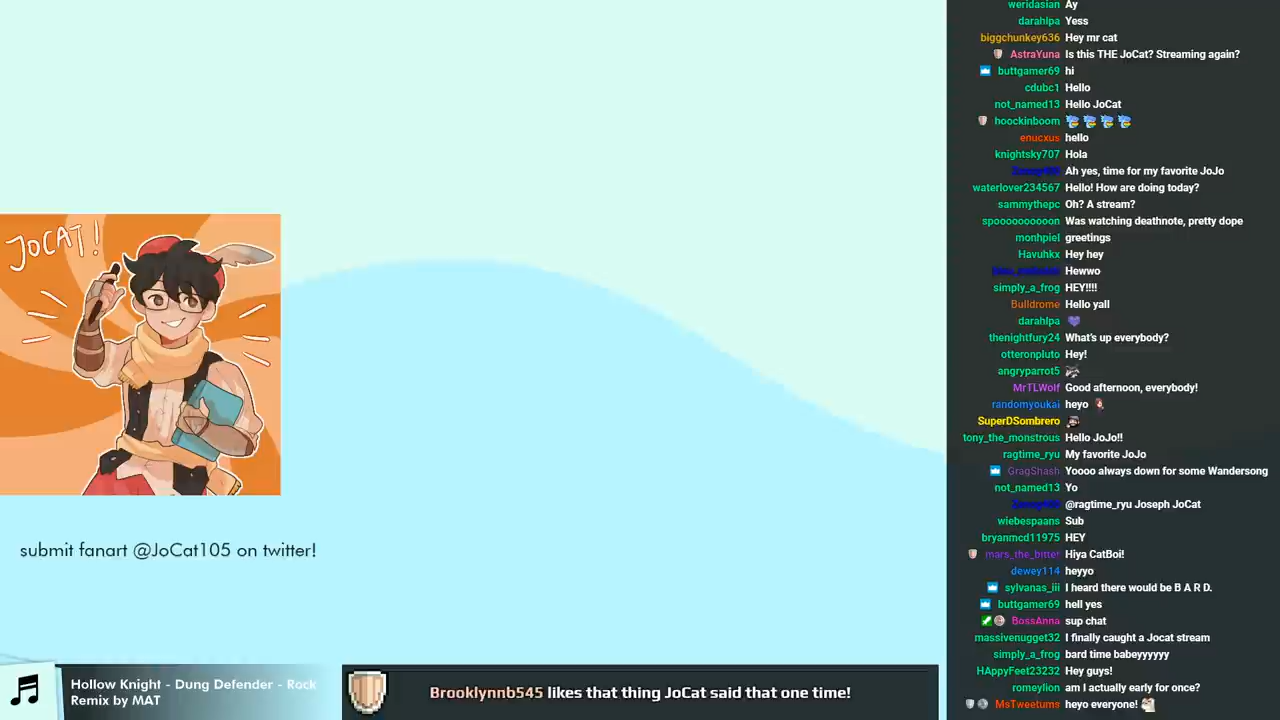 JOCAT!
submit fanart @JoCat105 on twitter!
Hollow Knight - Dung Defender - Rock
Remix by MAT
Brooklynnb545 likes that thing JoCat said that one time!
weridasian Ay
darahlpa Yess
biggchunkey636 Hey mr cat
AstraYuna Is this THE JoCat? Streaming again?
buttgamer69 hi
cdubc1 Hello
not_named13 Hello JoCat
hoockinboom
enucxus hello
knightsky707 Hola
Ah yes, time for my favorite JoJo
waterlover234567 Hello! How are doing today?
sammythepc Oh? A stream?
spoooooooooon Was watching deathnote, pretty dope
monhpiel greetings
Havuhkx Hey hey
Hewwo
simply_a_frog HEY!!!!
Bulldrome Hello yall
darahlpa
thenightfury24 What's up everybody?
otteronpluto Hey!
angryparrot5
MrTLWolf Good afternoon, everybody!
randomyoukai heyo
SuperDSombrero
tony_the_monstrous Hello JoJo!!
ragtime_ryu My favorite JoJo
GragShash Yoooo always down for some Wandersong
not_named13 Yo
@ragtime_ryu Joseph JoCat
wiebespaans Sub
bryanmcd11975 HEY
mars_the_bitter Hiya CatBoi!
dewey114 heyyo
sylvanas_iii I heard there would be B A R D.
buttgamer69 hell yes
BossAnna sup chat
massivenugget32 I finally caught a Jocat stream
simply_a_frog bard time babeyyyyyy
HAppyFeet23232 Hey guys!
romeylion am I actually early for once?
MsTweetums heyo everyone!